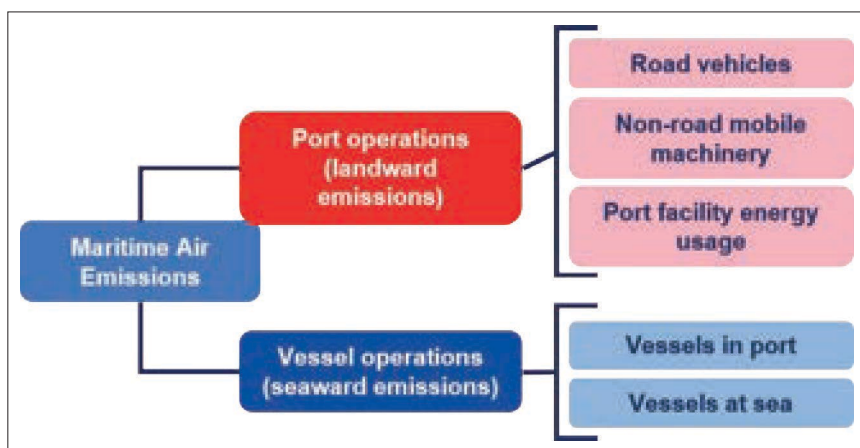 Maritime Air
Emissions
Port operations
(landward
emissions)
Road vehicles
Non-road mobile
machinery
Port facility energy
usage
Vessel operations
(seaward emissions)
Vessels in port
Vessels at sea